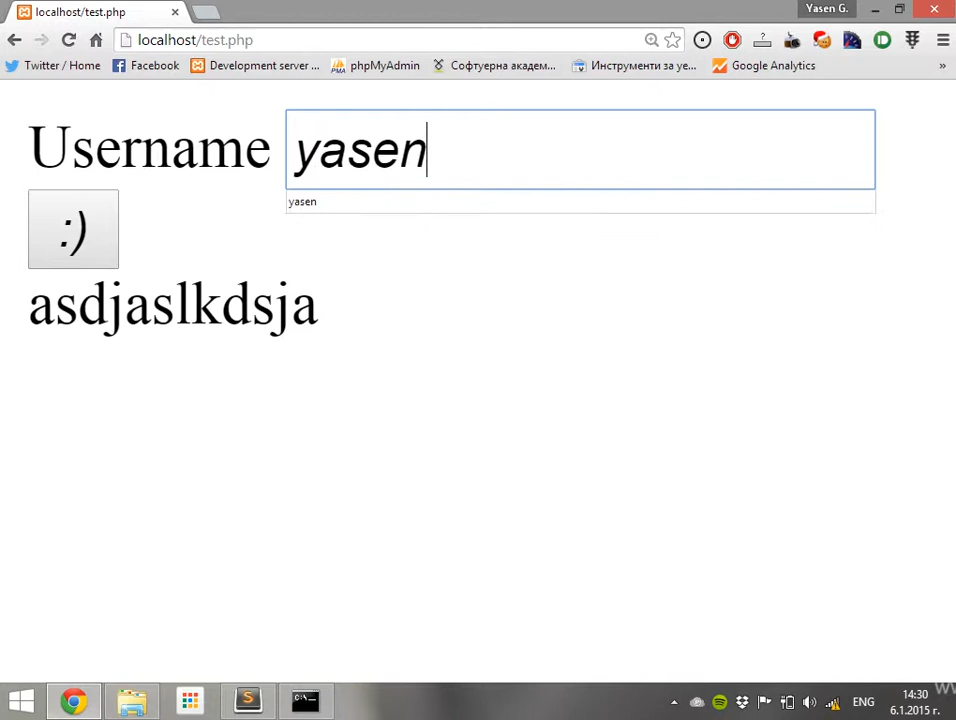 localhost/test.php
Yasen G.
localhost/test.php
Twitter / Home
Facebook
Development server ...
phpMyAdmin
Софтуерна академ...
Инструменти за уе...
Google Analytics
»
Username
yasen
yasen
:)
asdjaslkdsja
ЕНГ
14:30
6.1.2015 г.